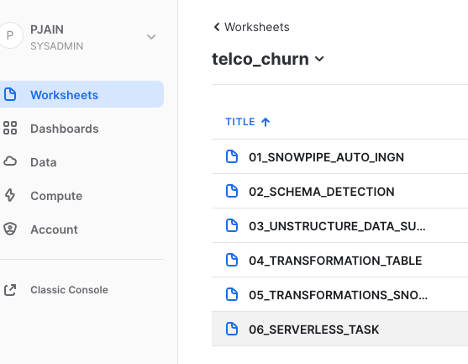 P
PJAIN
SYSADMIN
Worksheets
Dashboards
Data
Compute
Account
Classic Console
Worksheets
telco_churn
TITLE
01_SNOWPIPE_AUTO_INGN
02_SCHEMA_DETECTION
03_UNSTRUCTURE_DATA_SU...
04_TRANSFORMATION_TABLE
05_TRANSFORMATIONS_SNO...
06_SERVERLESS_TASK